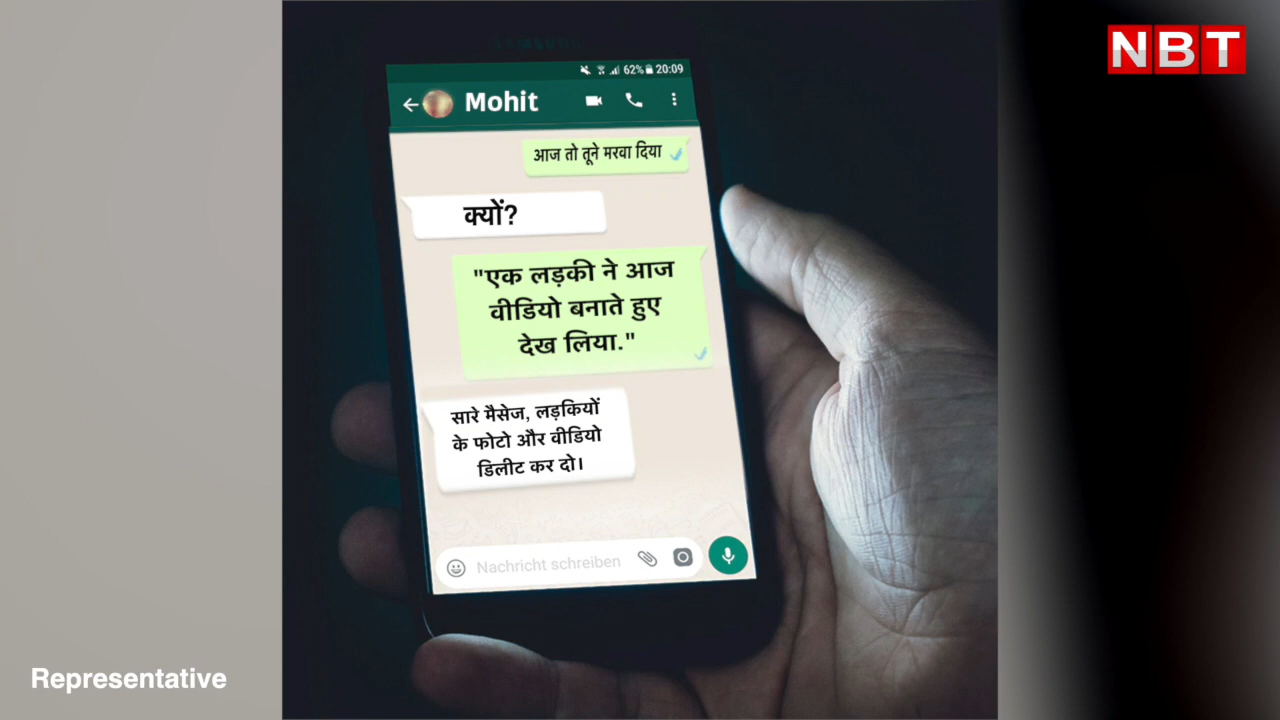 NBT
62% 20:09
Mohit
आज तो तूने मरवा दिया
क्यों?
"एक लड़की ने आज
वीडियो बनाते हुए
देख लिया."
सारे मैसेज, लड़कियों
के फोटो और वीडियो
डिलीट कर दो।
Nachricht schreiben
Representative